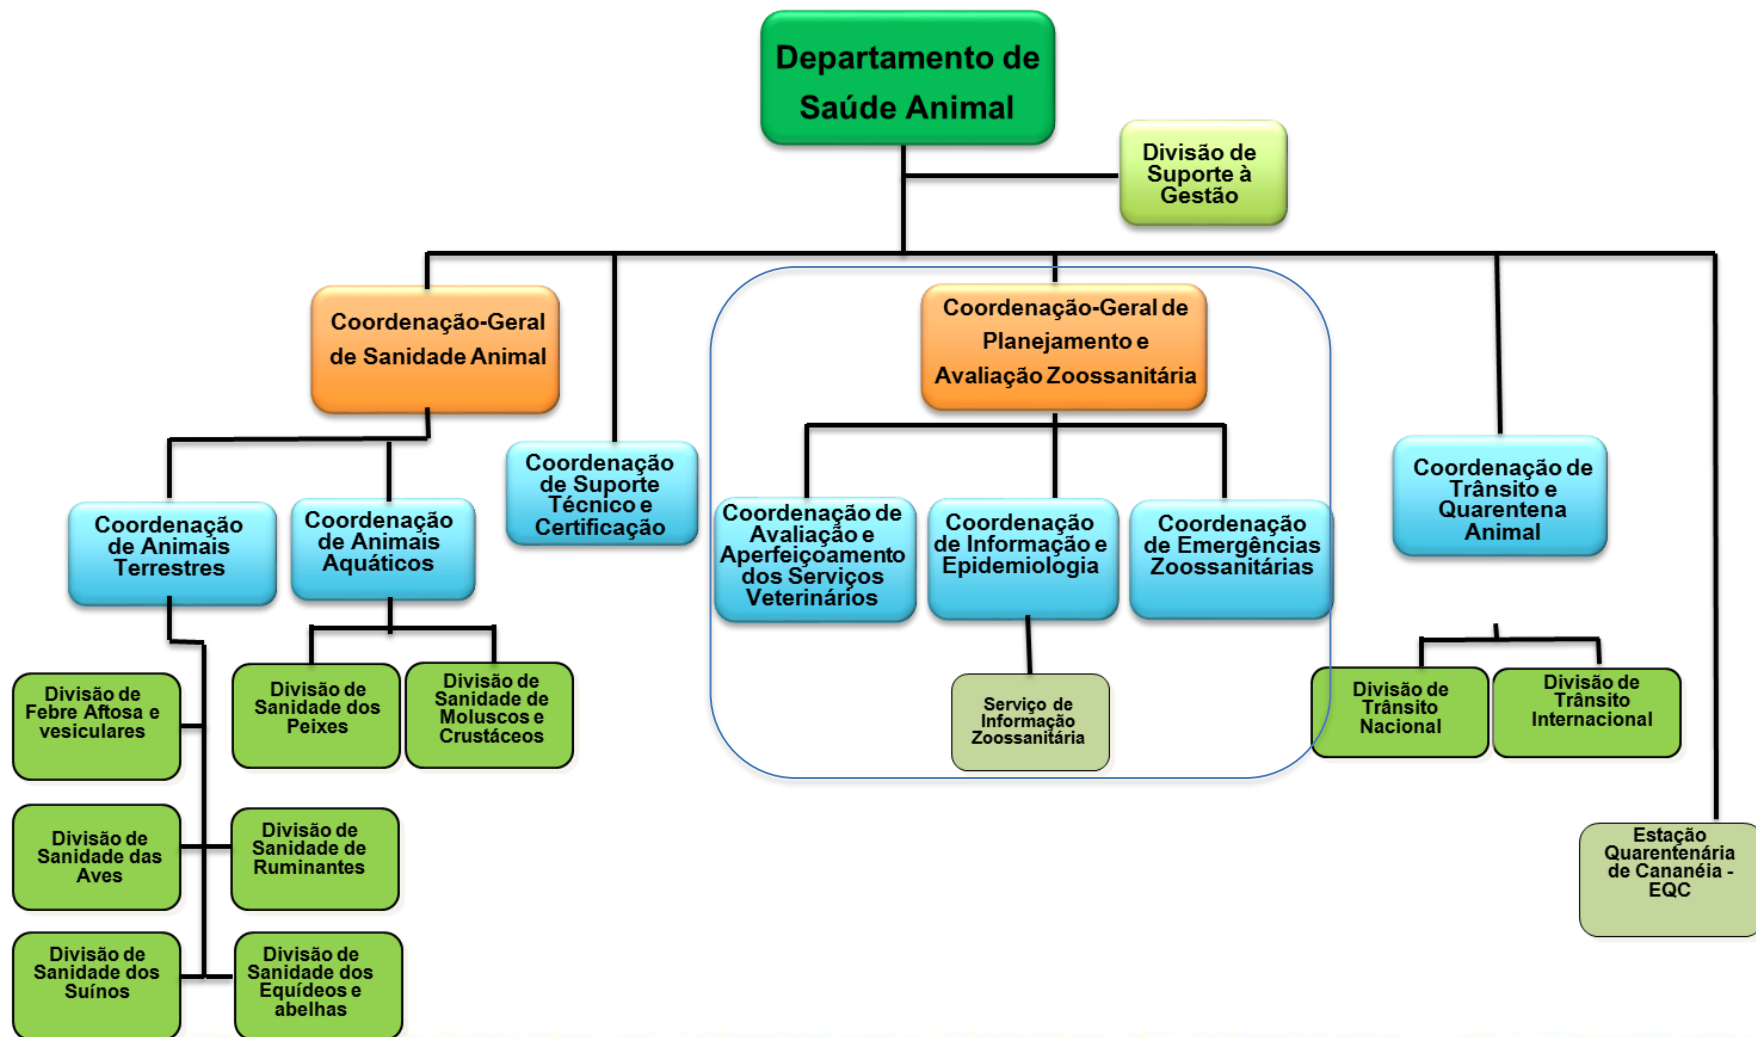 Departamento de
Saúde Animal
Divisão de
Suporte à
Gestão
Coordenação-Geral
de Sanidade Animal
Coordenação-Geral de
Planejamento e
Avaliação Zoossanitária
Coordenação
de Suporte
Técnico e
Certificação
Coordenação de
Trânsito e
Quarentena
Animal
Coordenação
de Animais
Terrestres
Coordenação
de Animais
Aquáticos
Coordenação de
Avaliação e
Aperfeiçoamento
dos Serviços
Veterinários
Coordenação
de Informação e
Epidemiologia
Coordenação
de Emergências
Zoossanitárias
Divisão de
Febre Aftosa e
vesiculares
Divisão de
Sanidade dos
Peixes
Divisão de
Sanidade de
Moluscos e
Crustáceos
Serviço de
Informação
Zoossanitária
Divisão de
Trânsito
Nacional
Divisão de
Trânsito
Internacional
Divisão de
Sanidade das
Aves
Divisão de
Sanidade de
Ruminantes
Estação
Quarentenária
de Cananéia -
EQC
Divisão de
Sanidade dos
Suínos
Divisão de
Sanidade dos
Equídeos e
abelhas